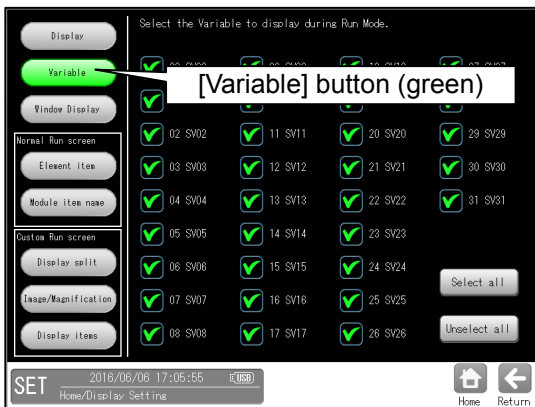 Select the Variable to display during Run Mode.
Display
Variable
[Variable] button (green)
Window Display
02 SV02
11 SV11
20 SV20
29 SV29
Normal Run screen
Element item
03 SV03
12 SV12
21 SV21
30 SV30
Module item name
04 SV04
13 SV13
22 SV22
31 SV31
Custom Run screen
05 SV05
14 SV14
23 SV23
Display split
06 SV06
15 SV15
24 SV24
Select all
Image/Magnification
07 SV07
16 SV16
25 SV25
Display items
08 SV08
17 SV17
26 SV26
Unselect all
SET
2016/06/06 17:05:55
USB
Home/Display Setting
Home
Return